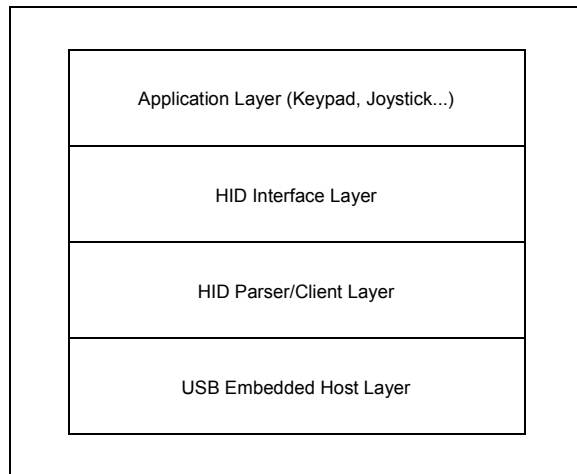 Application Layer (Keypad, Joystick...)
HID Interface Layer
HID Parser/Client Layer
USB Embedded Host Layer